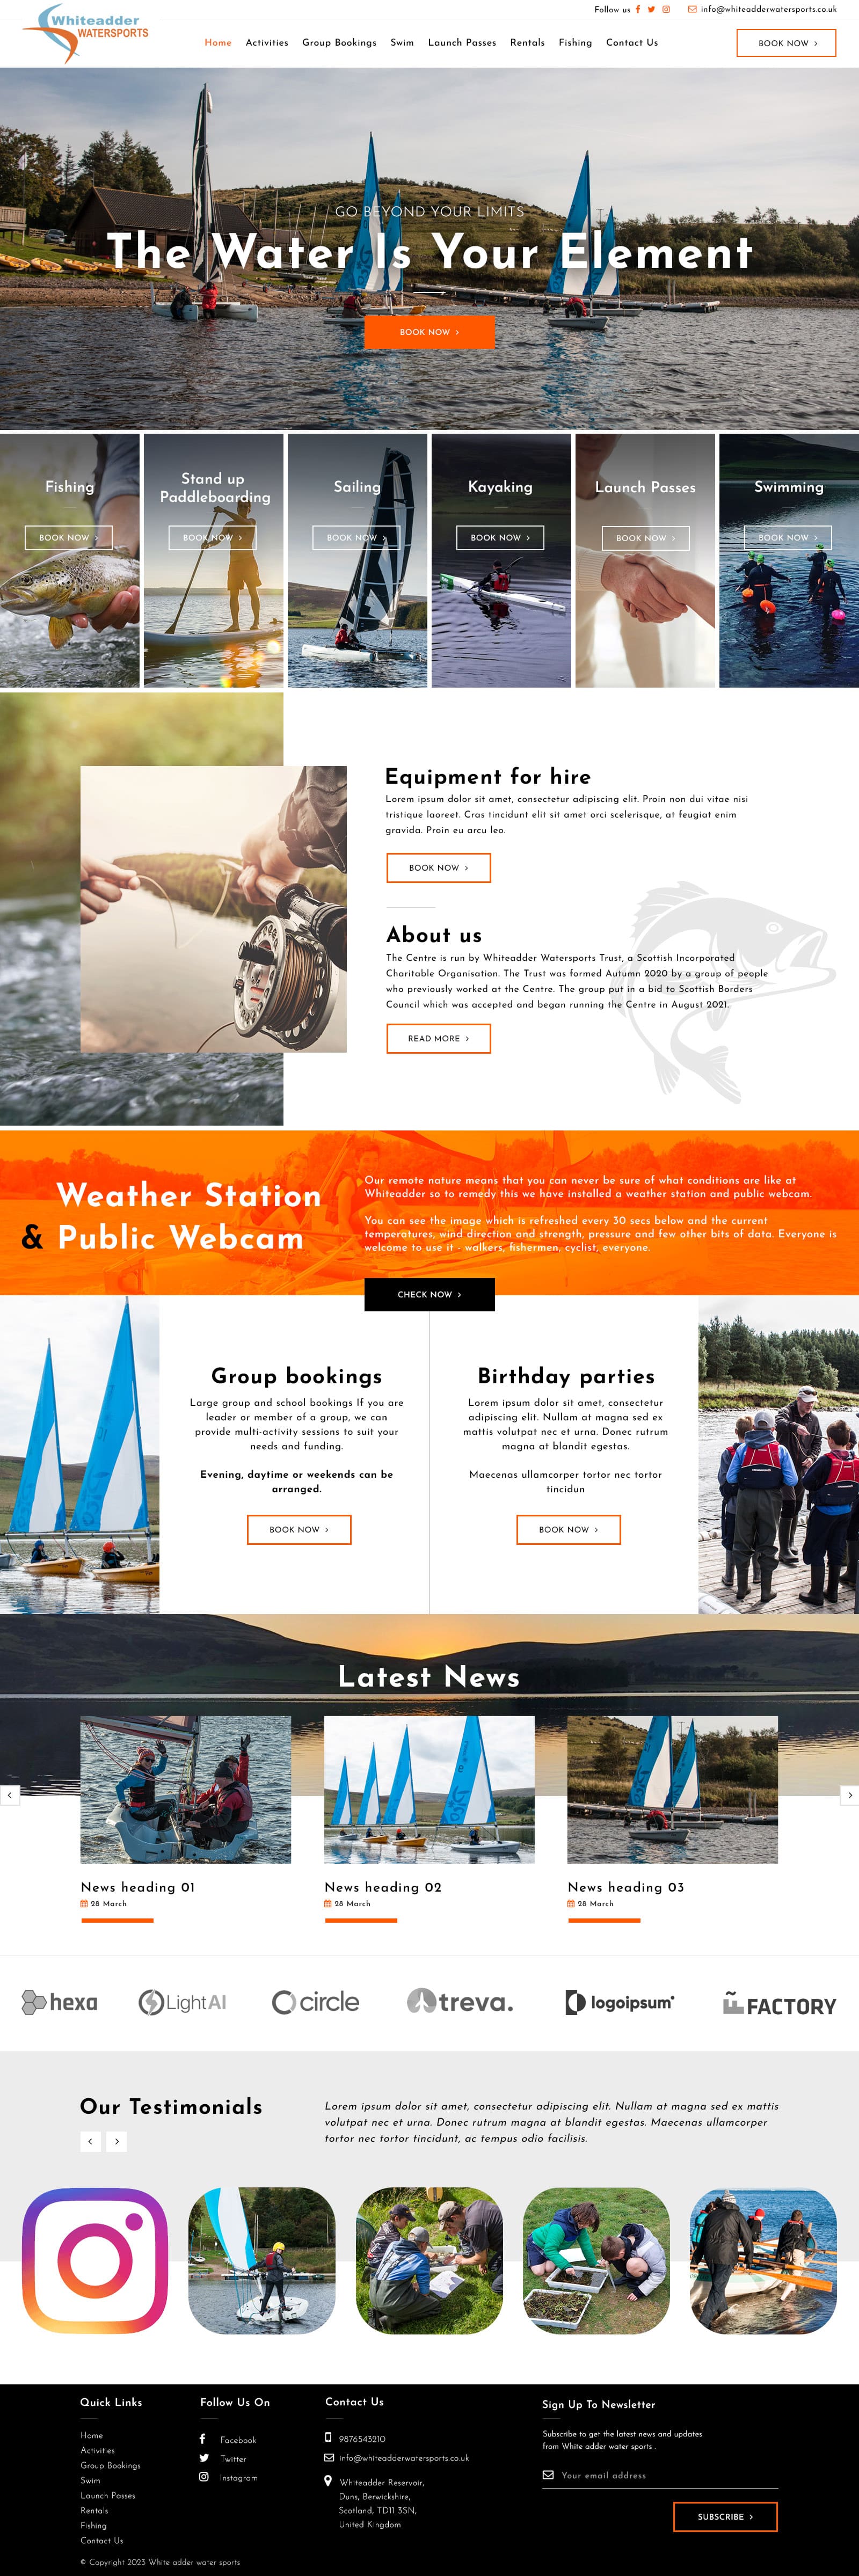 Whiteadder
WATERSPORTS
Follow us
info@whiteadderwatersports.co.uk
Home Activities Group Bookings Swim Launch Passes Rentals Fishing Contact Us
BOOK NOW >
GO BEYOND YOUR LIMITS
The Water Is Your Element
BOOK NOW >
Fishing
BOOK NOW >
Stand up
Paddleboarding
BOOK NOW >
Sailing
BOOK NOW >
Kayaking
BOOK NOW >
Launch Passes
BOOK NOW >
Swimming
BOOK NOW >
Equipment for hire
Lorem ipsum dolor sit amet, consectetur adipiscing elit. Proin non dui vitae nisi
tristique laoreet. Cras tincidunt elit sit amet orci scelerisque, at feugiat enim
gravida. Proin eu arcu leo.
BOOK NOW >
About us
The Centre is run by Whiteadder Watersports Trust, a Scottish Incorporated
Charitable Organisation. The Trust was formed Autumn 2020 by a group of people
who previously worked at the Centre. The group put in a bid to Scottish Borders
Council which was accepted and began running the Centre in August 2021.
READ MORE >
Weather Station
& Public Webcam
Our remote nature means that you can never be sure of what conditions are like at
Whiteadder so to remedy this we have installed a weather station and public webcam.
You can see the image which is refreshed every 30 secs below and the current
temperatures, wind direction and strength, pressure and few other bits of data. Everyone is
welcome to use it - walkers, fishermen, cyclist, everyone.
CHECK NOW >
Group bookings
Large group and school bookings If you are
leader or member of a group, we can
provide multi-activity sessions to suit your
needs and funding.
Evening, daytime or weekends can be
arranged.
BOOK NOW >
Birthday parties
Lorem ipsum dolor sit amet, consectetur
adipiscing elit. Nullam at magna sed ex
mattis volutpat nec et urna. Donec rutrum
magna at blandit egestas.
Maecenas ullamcorper tortor nec tortor
tincidun
BOOK NOW >
Latest News
News heading 01
28 March
News heading 02
28 March
News heading 03
28 March
hexa
LightAI
circle
treva.
logoipsum
FACTORY
Our Testimonials
Lorem ipsum dolor sit amet, consectetur adipiscing elit. Nullam at magna sed ex mattis
volutpat nec et urna. Donec rutrum magna at blandit egestas. Maecenas ullamcorper
tortor nec tortor tincidunt, ac tempus odio facilisis.
Quick Links
Home
Activities
Group Bookings
Swim
Launch Passes
Rentals
Fishing
Contact Us
Follow Us On
Facebook
Twitter
Instagram
Contact Us
9876543210
info@whiteadderwatersports.co.uk
Whiteadder Reservoir,
Duns, Berwickshire,
Scotland, TD11 3SN,
United Kingdom
Sign Up To Newsletter
Subscribe to get the latest news and updates
from White adder water sports .
Your email address
SUBSCRIBE >
© Copyright 2023 White adder water sports